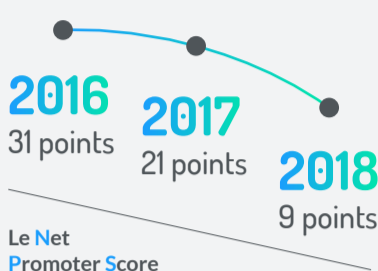 2016
31 points
2017
21 points
2018
9 points
Le Net
Promoter Score